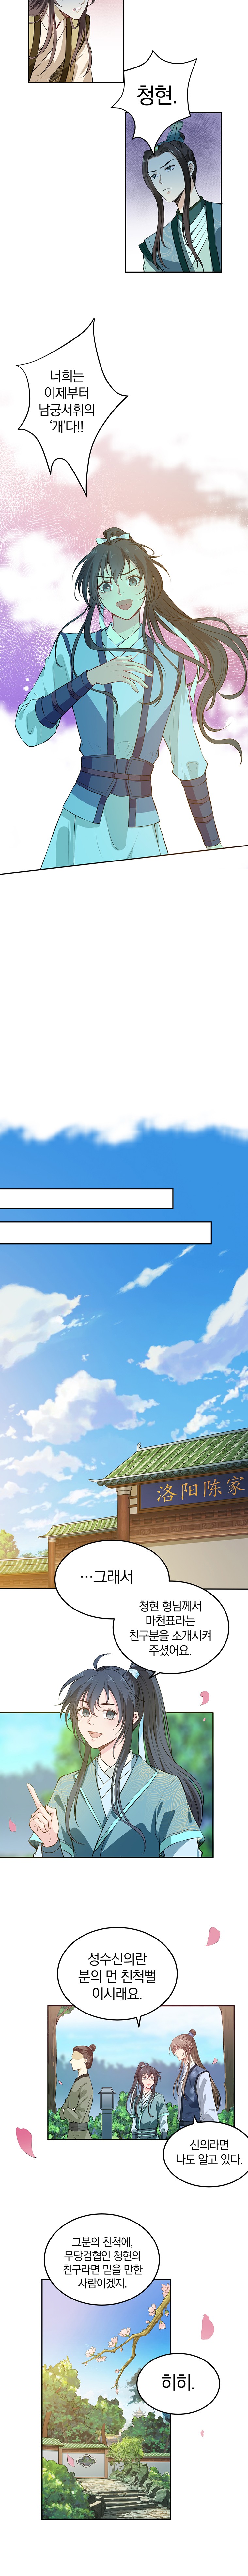 청현.
너희는
이제부터
남궁서휘의
‘개’다!!
洛阳陈家
…그래서
청현 형님께서
마천표라는
친구분을 소개시켜
주셨어요.
성수신의란
분의 먼 친척뻘
이시래요.
신의라면
나도 알고 있다.
그분의 친척에,
무당검협인 청현의
친구라면 믿을 만한
사람이겠지.
히히.